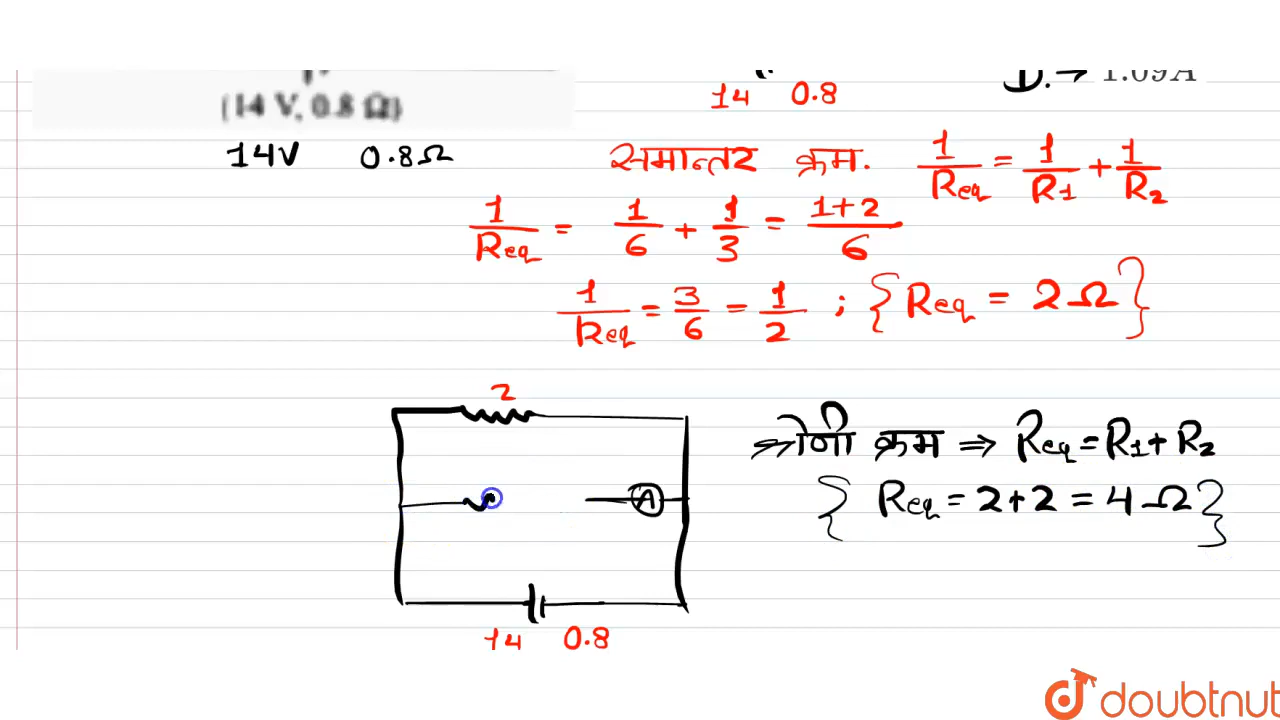 D. → 1.09A
(14 V, 0.8 Ω)
14 0.8
14V 0.8Ω
समान्तर क्रम. 1/Req = 1/R1 + 1/R2
1/Req = 1/6 + 1/3 = 1+2/6
1/Req = 3/6 = 1/2 ; {Req = 2Ω}
2
श्रेणी क्रम ⇒ Req = R1 + R2
{Req = 2+2 = 4Ω}
A
14 0.8
doubtnut